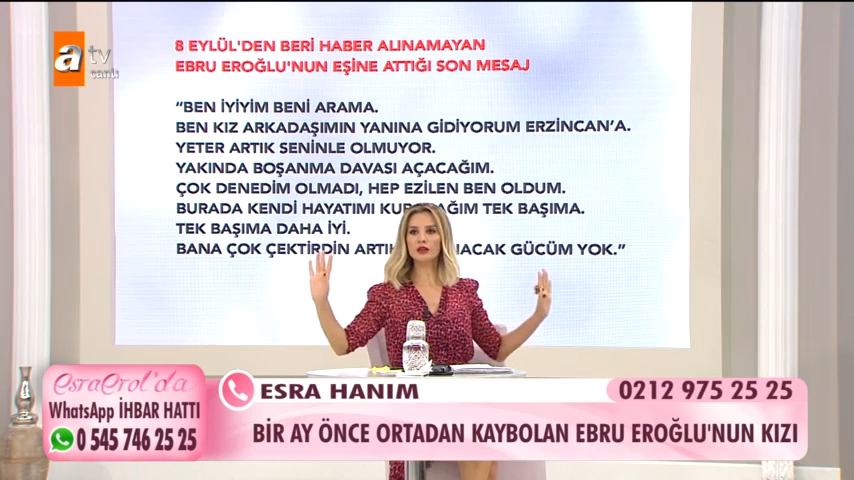 atv
canlı
8 EYLÜL'DEN BERİ HABER ALINAMAYAN
EBRU EROĞLU'NUN EŞİNE ATTIĞI SON MESAJ
“BEN İYİYİM BENİ ARAMA.
BEN KIZ ARKADAŞIMIN YANINA GİDİYORUM ERZİNCAN’A.
YETER ARTIK SENİNLE OLMUYOR.
YAKINDA BOŞANMA DAVASI AÇACAĞIM.
ÇOK DENEDİM OLMADI, HEP EZİLEN BEN OLDUM.
BURADA KENDİ HAYATIMI TEK BAŞIMA.
TEK BAŞIMA DAHA İYİ.
BANA ÇOK ÇEKTİRDİN GÜCÜM YOK.”
esra erol'da
WhatsApp İHBAR HATTI
0 545 746 25 25
ESRA HANIM
0212 975 25 25
BİR AY ÖNCE ORTADAN KAYBOLAN EBRU EROĞLU'NUN KIZI